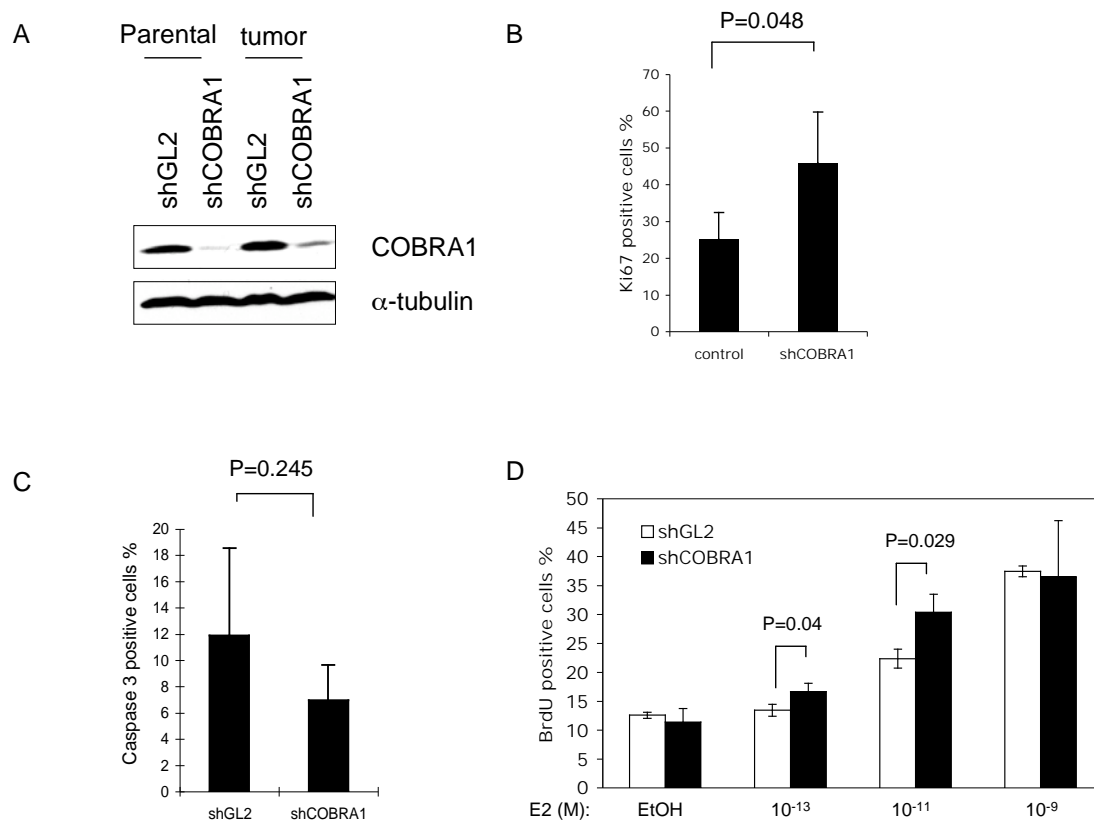 A
Parental tumor
shGL2
shCOBRA1
shGL2
shCOBRA1
COBRA1
α-tubulin
B
P=0.048
Ki67 positive cells %
70
60
50
40
30
20
10
0
control shCOBRA1
C
P=0.245
Caspase 3 positive cells %
20
18
16
14
12
10
8
6
4
2
0
shGL2 shCOBRA1
D
BrdU positive cells %
50
45
40
35
30
25
20
15
10
5
0
shGL2
shCOBRA1
P=0.04
P=0.029
E2 (M): EtOH 10⁻¹³ 10⁻¹¹ 10⁻⁹